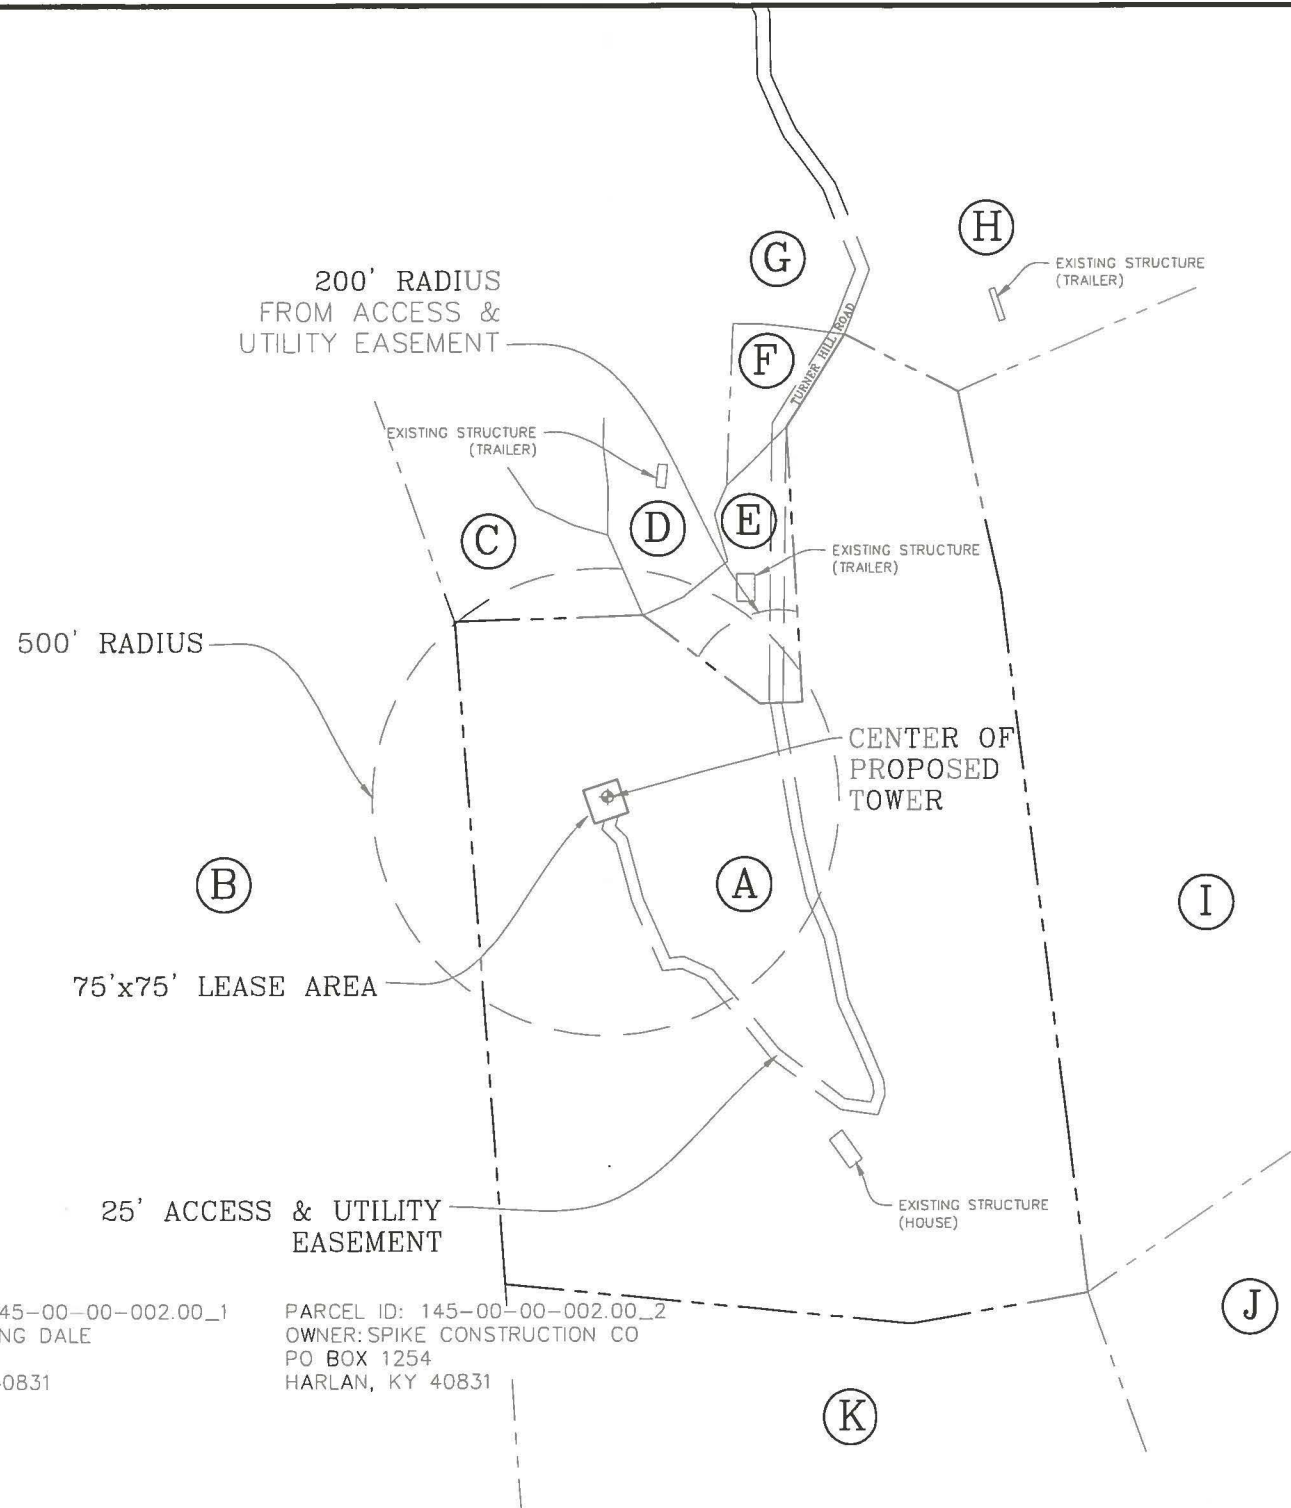 H
G
EXISTING STRUCTURE
(TRAILER)
200' RADIUS
FROM ACCESS &
UTILITY EASEMENT
F
TURNER HILL ROAD
EXISTING STRUCTURE
(TRAILER)
C
D
E
EXISTING STRUCTURE
(TRAILER)
500' RADIUS
CENTER OF
PROPOSED
TOWER
B
A
I
75'x75' LEASE AREA
25' ACCESS & UTILITY
EASEMENT
EXISTING STRUCTURE
(HOUSE)
J
45-00-00-002.00_1
NG DALE
0831
PARCEL ID: 145-00-00-002.00_2
OWNER: SPIKE CONSTRUCTION CO
PO BOX 1254
HARLAN, KY 40831
K